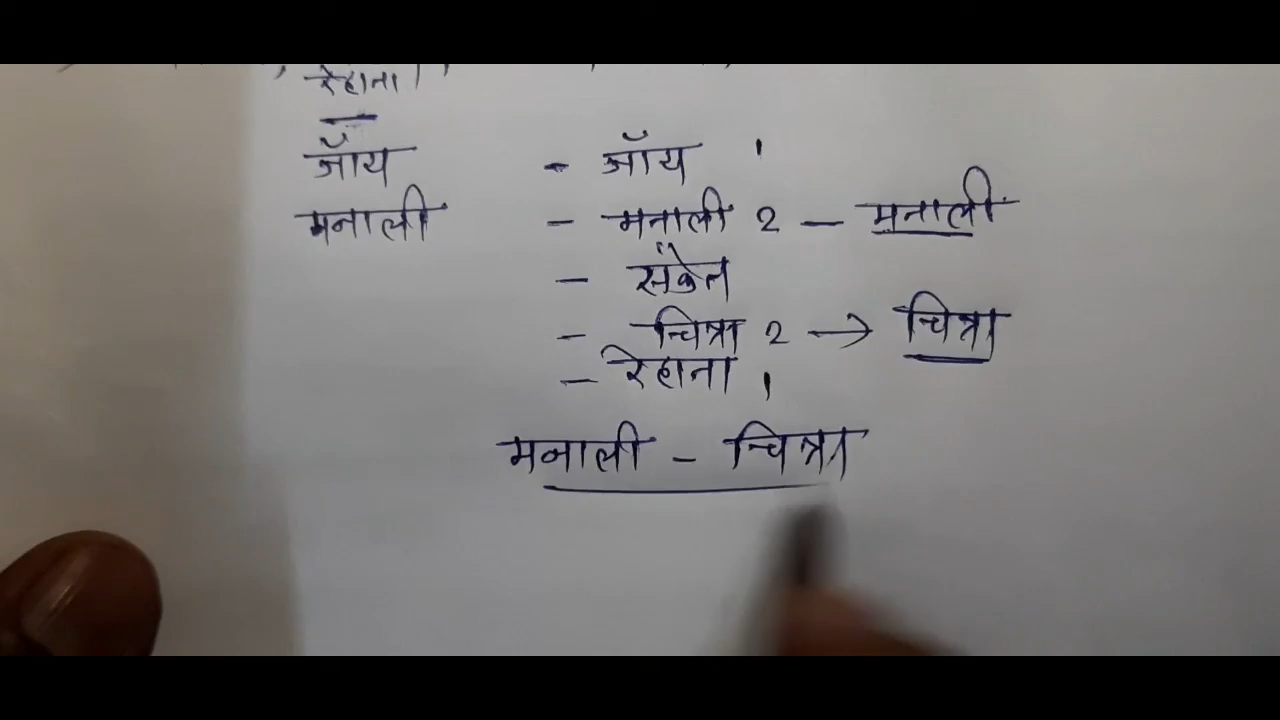 रेहाना।
जॉय - जॉय ।
मनाली - मनाली 2 - मनाली
- संकेत
- चित्रा 2 → चित्रा
- रेहाना ।
मनाली - चित्रा